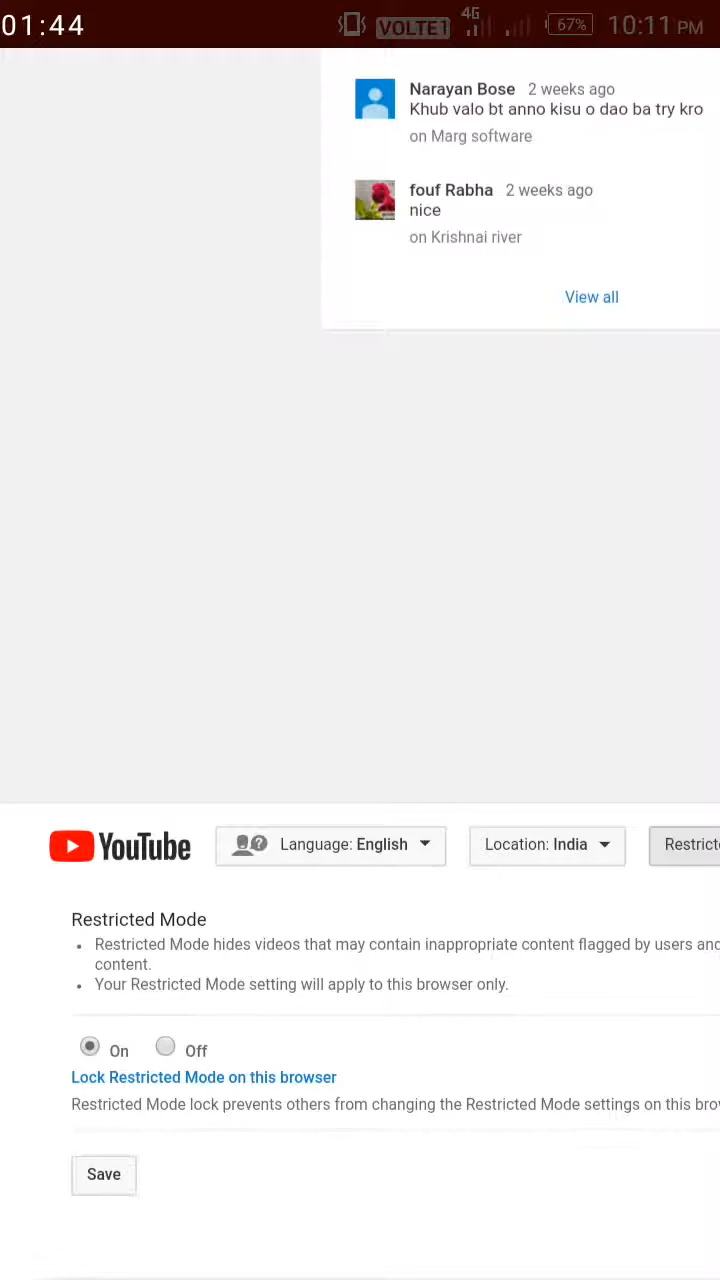 01:44 VOLTE1 4G 67% 10:11 PM
Narayan Bose 2 weeks ago
Khub valo bt anno kisu o dao ba try kro
on Marg software
fouf Rabha 2 weeks ago
nice
on Krishnai river
View all
YouTube Language: English Location: India Restricte
Restricted Mode
Restricted Mode hides videos that may contain inappropriate content flagged by users and
content.
Your Restricted Mode setting will apply to this browser only.
On Off
Lock Restricted Mode on this browser
Restricted Mode lock prevents others from changing the Restricted Mode settings on this brow
Save